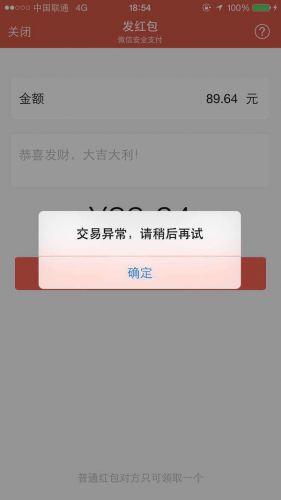 中国联通 4G 18:54 100%
关闭 发红包
微信安全支付
金额 89.64 元
恭喜发财，大吉大利！
交易异常，请稍后再试
确定
普通红包对方只可领取一个